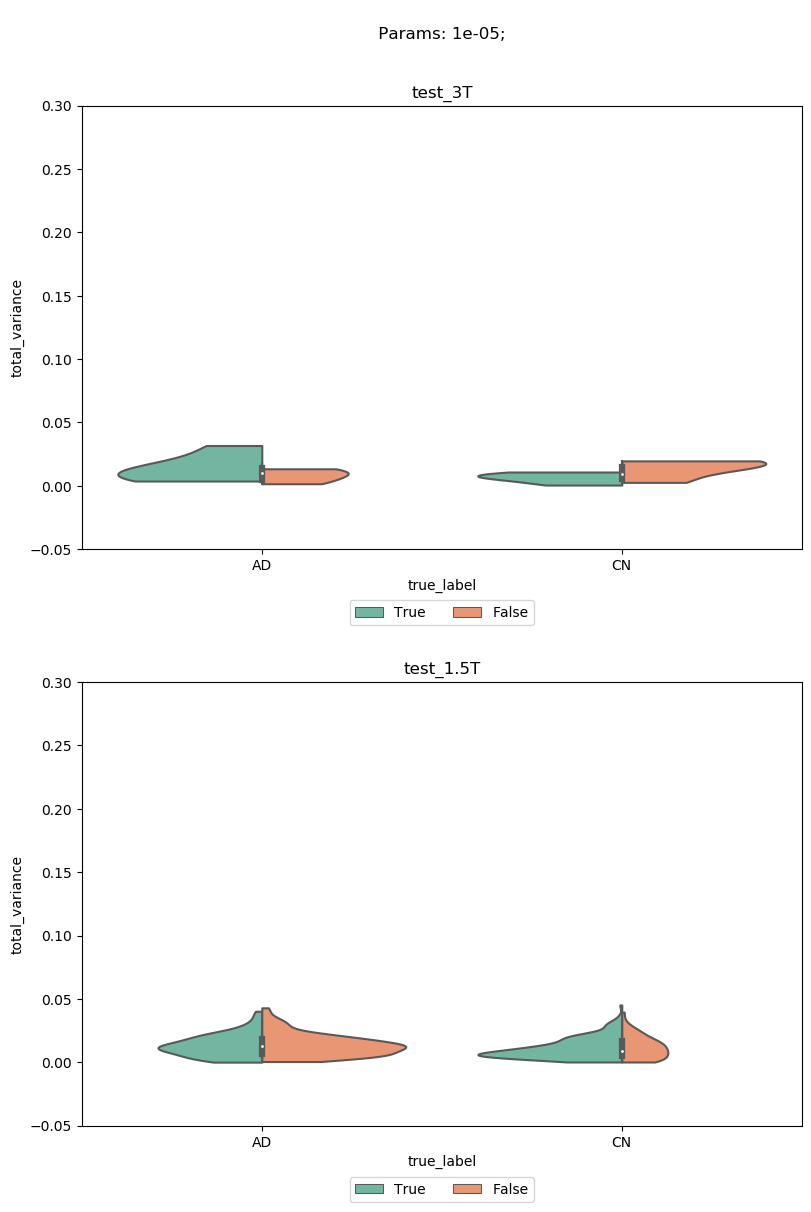 Params: 1e-05;
test_3T
0.30
0.25
0.20
0.15
0.10
0.05
0.00
−0.05
total_variance
AD CN
true_label
True False
test_1.5T
0.30
0.25
0.20
0.15
0.10
0.05
0.00
−0.05
total_variance
AD CN
true_label
True False